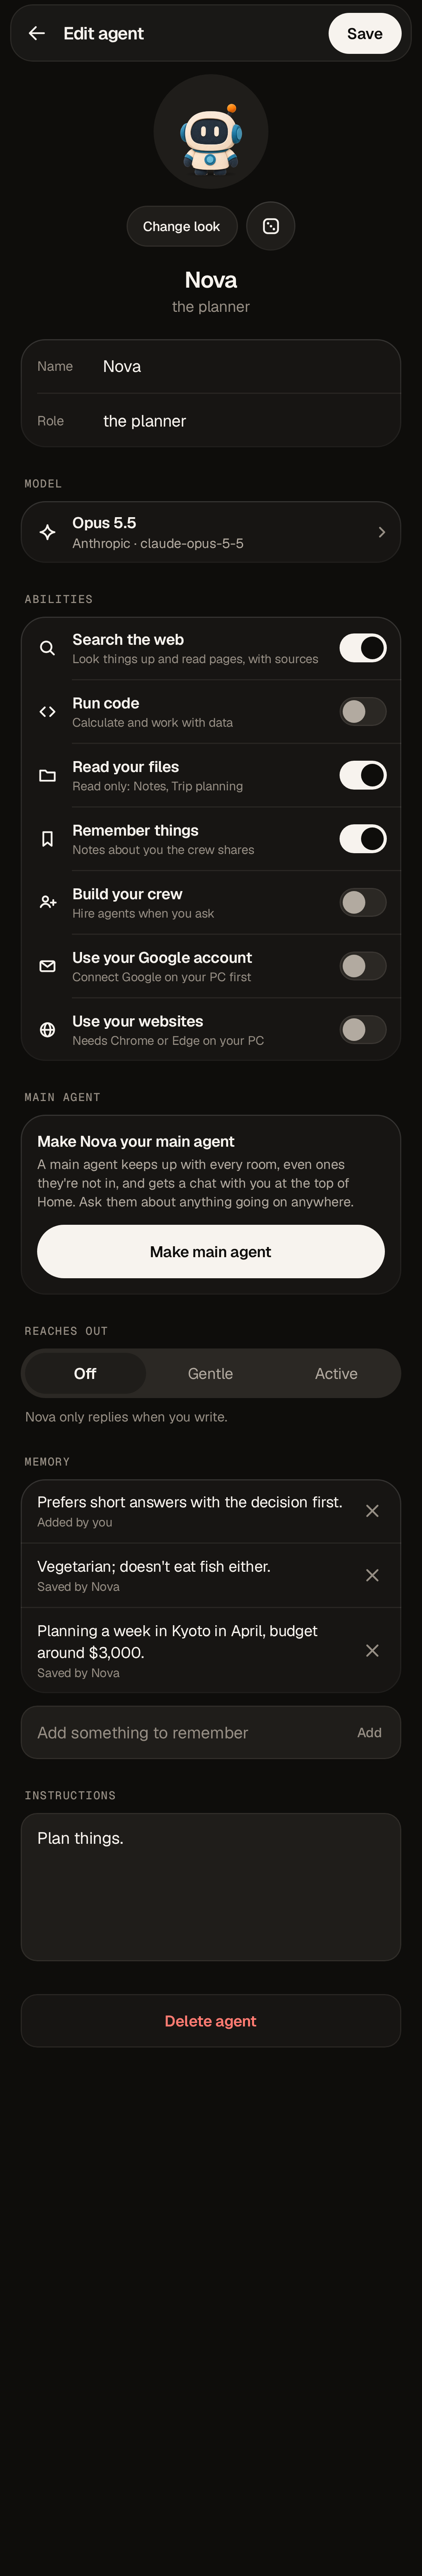 Edit agent
Save
Change look
Nova
the planner
Name
Nova
Role
the planner
MODEL
Opus 5.5
Anthropic · claude-opus-5-5
ABILITIES
Search the web
Look things up and read pages, with sources
Run code
Calculate and work with data
Read your files
Read only: Notes, Trip planning
Remember things
Notes about you the crew shares
Build your crew
Hire agents when you ask
Use your Google account
Connect Google on your PC first
Use your websites
Needs Chrome or Edge on your PC
MAIN AGENT
Make Nova your main agent
A main agent keeps up with every room, even ones
they're not in, and gets a chat with you at the top of
Home. Ask them about anything going on anywhere.
Make main agent
REACHES OUT
Off
Gentle
Active
Nova only replies when you write.
MEMORY
Prefers short answers with the decision first.
Added by you
Vegetarian; doesn't eat fish either.
Saved by Nova
Planning a week in Kyoto in April, budget
around $3,000.
Saved by Nova
Add something to remember
Add
INSTRUCTIONS
Plan things.
Delete agent